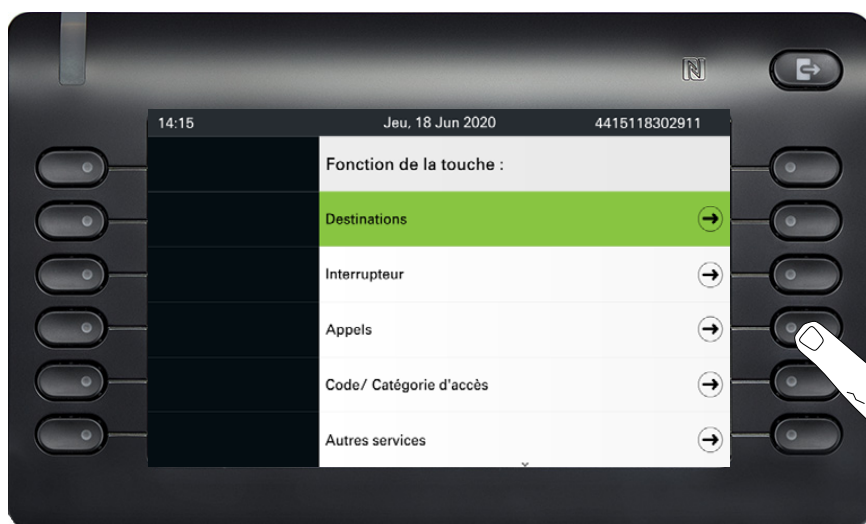 14:15 Jeu, 18 Jun 2020 4415118302911
Fonction de la touche :
Destinations
Interrupteur
Appels
Code/ Catégorie d'accès
Autres services